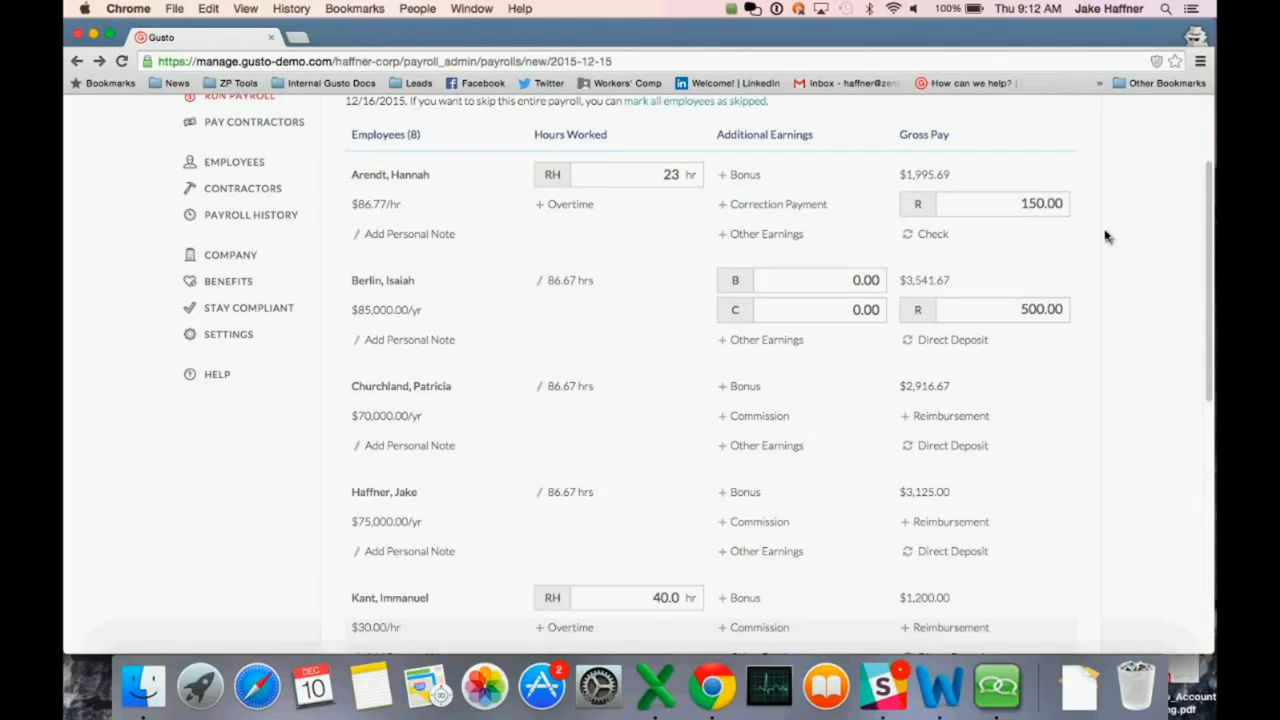 Chrome File Edit View History Bookmarks People Window Help 100% Thu 9:12 AM Jake Haffner
Gusto
https://manage.gusto-demo.com/haffner-corp/payroll_admin/payrolls/new/2015-12-15
Bookmarks News ZP Tools Internal Gusto Docs Leads Facebook Twitter Workers' Comp Welcome! | LinkedIn Inbox - haffner@zen How can we help? | » Other Bookmarks
RUN PAYROLL
PAY CONTRACTORS
EMPLOYEES
CONTRACTORS
PAYROLL HISTORY
COMPANY
BENEFITS
STAY COMPLIANT
SETTINGS
HELP
12/16/2015. If you want to skip this entire payroll, you can mark all employees as skipped.
Employees (8) Hours Worked Additional Earnings Gross Pay
Arendt, Hannah RH 23 hr + Bonus $1,995.69
$86.77/hr + Overtime + Correction Payment R 150.00
Add Personal Note + Other Earnings Check
Berlin, Isaiah 86.67 hrs B 0.00 $3,541.67
$85,000.00/yr C 0.00 R 500.00
Add Personal Note + Other Earnings Direct Deposit
Churchland, Patricia 86.67 hrs + Bonus $2,916.67
$70,000.00/yr + Commission + Reimbursement
Add Personal Note + Other Earnings Direct Deposit
Haffner, Jake 86.67 hrs + Bonus $3,125.00
$75,000.00/yr + Commission + Reimbursement
Add Personal Note + Other Earnings Direct Deposit
Kant, Immanuel RH 40.0 hr + Bonus $1,200.00
$30.00/hr + Overtime + Commission + Reimbursement
DEC
10
2